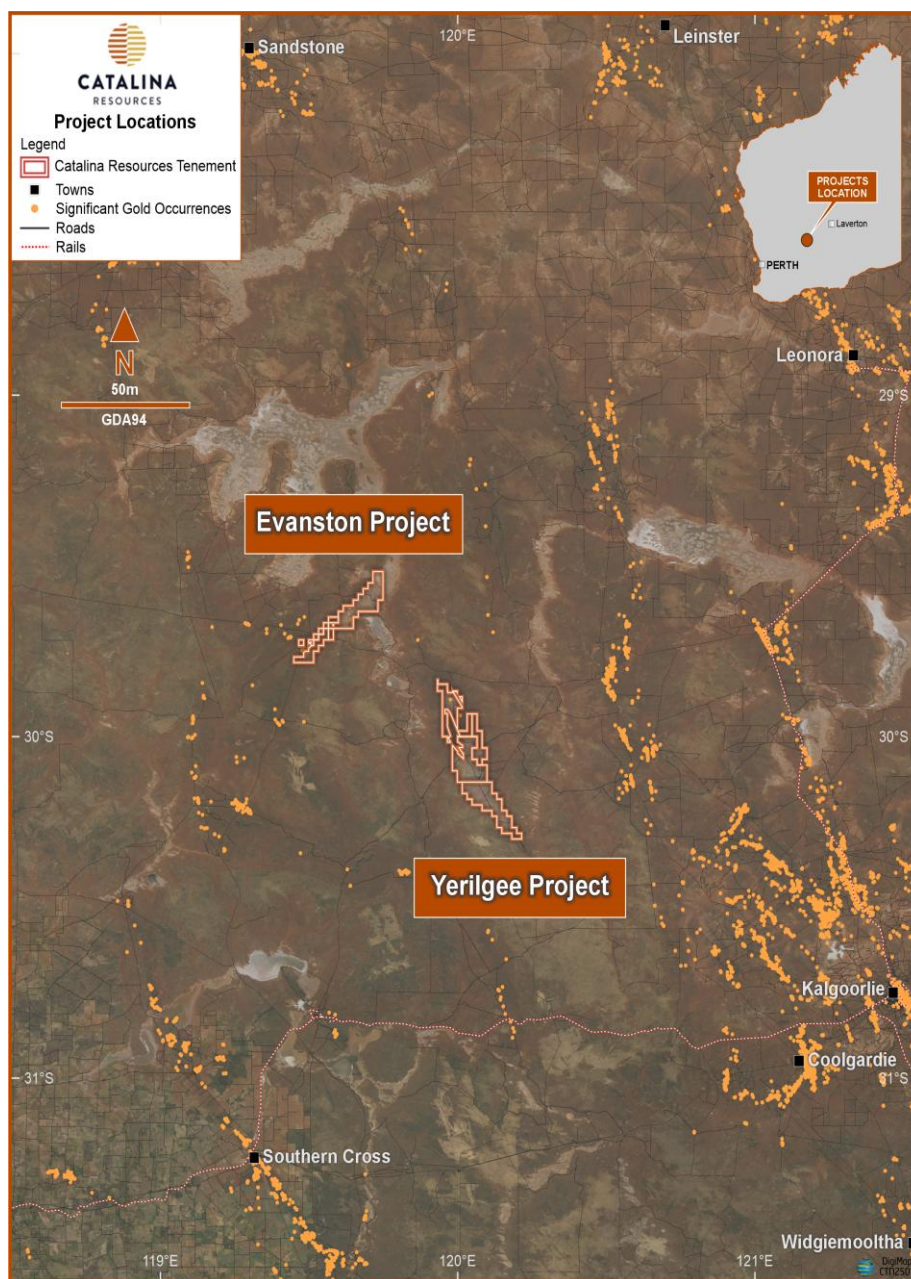 CATALINA
RESOURCES
Project Locations
Legend
Catalina Resources Tenement
Towns
Significant Gold Occurrences
Roads
Rails
N
50m
GDA94
120°E
Sandstone
Leinster
PROJECTS
LOCATION
Laverton
PERTH
Leonora
29°S
Evanston Project
30°S
30°S
Yerilgee Project
Kalgoorlie
Coolgardie
31°S
31°S
Southern Cross
Widgiemooltha
119°E
120°E
121°E
DigiMap